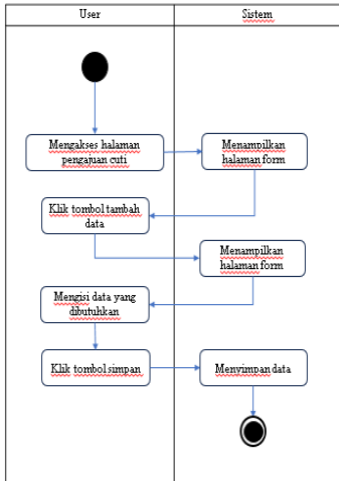 User
Sistem
Mengakses halaman
pengajuan cuti
Menampilkan
halaman form
Klik tombol tambah
data
Menampilkan
halaman form
Mengisi data yang
dibutuhkan
Klik tombol simpan
Menyimpan data